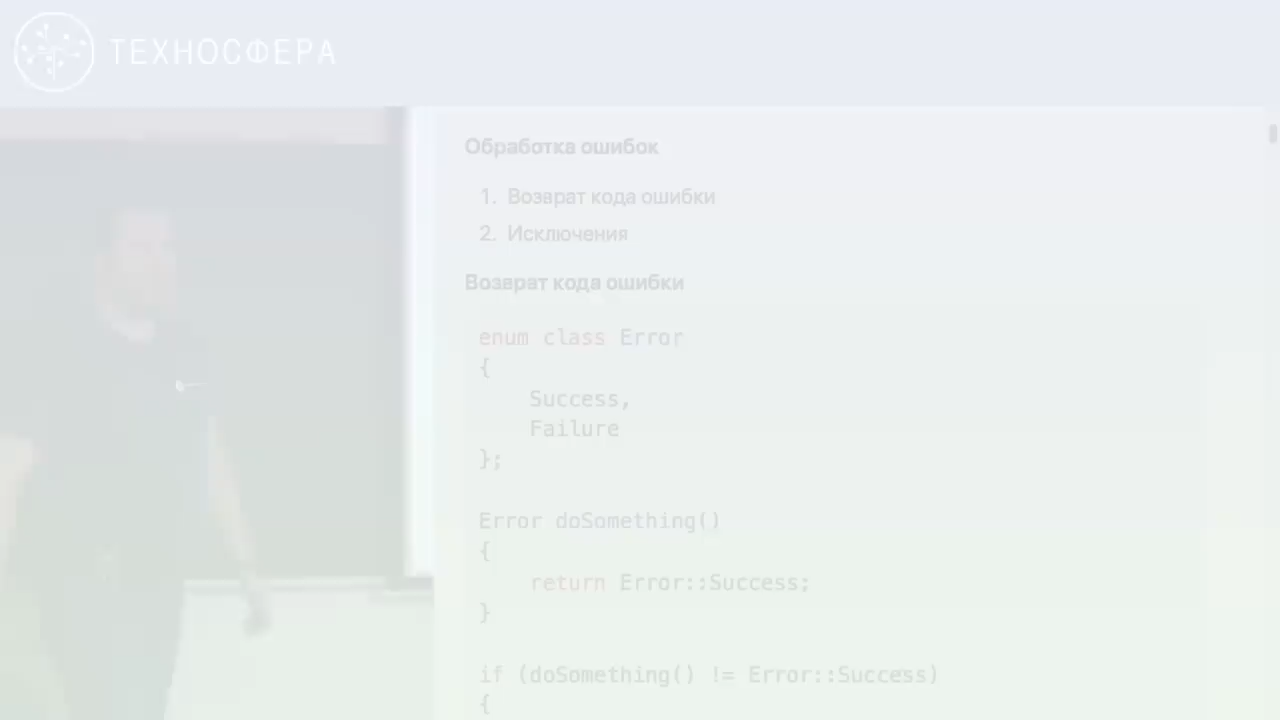 ТЕХНОСФЕРА
Обработка ошибок
1. Возврат кода ошибки
2. Исключения
Возврат кода ошибки
enum class Error
{
    Success,
    Failure
};
Error doSomething()
{
    return Error::Success;
}
if (doSomething() != Error::Success)
{